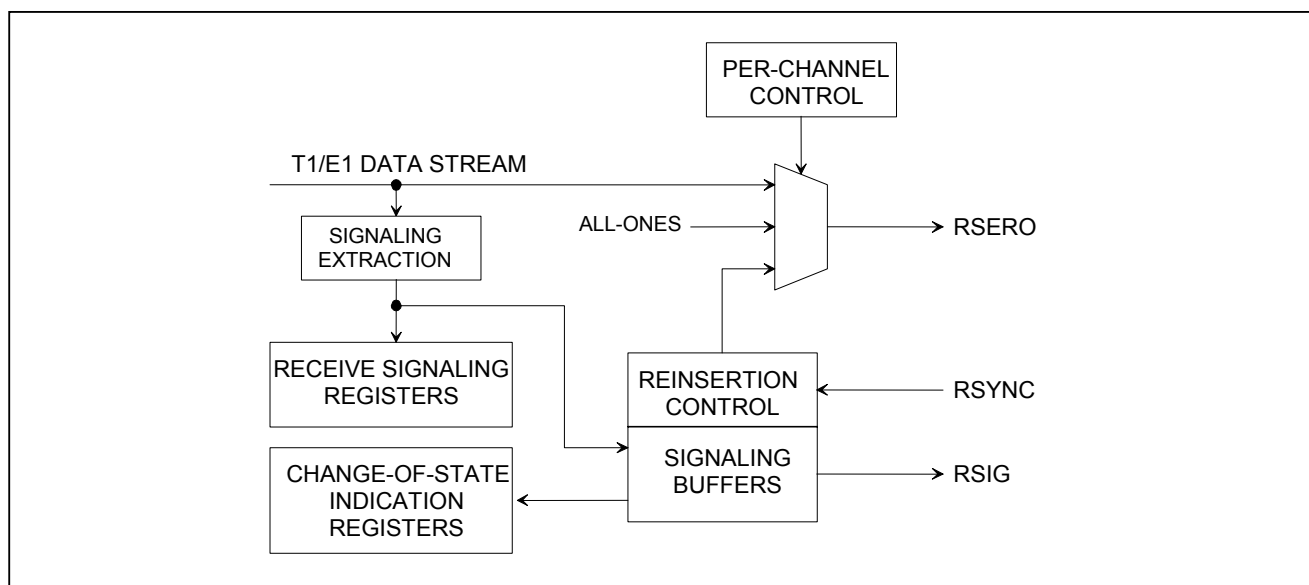 PER-CHANNEL
CONTROL
T1/E1 DATA STREAM
ALL-ONES
RSERO
SIGNALING
EXTRACTION
RECEIVE SIGNALING
REGISTERS
REINSERTION
CONTROL
RSYNC
CHANGE-OF-STATE
INDICATION
REGISTERS
SIGNALING
BUFFERS
RSIG